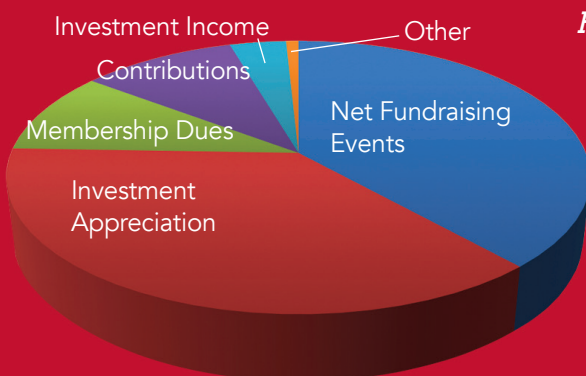 Investment Income
Other
Contributions
Net Fundraising
Events
Membership Dues
Investment
Appreciation